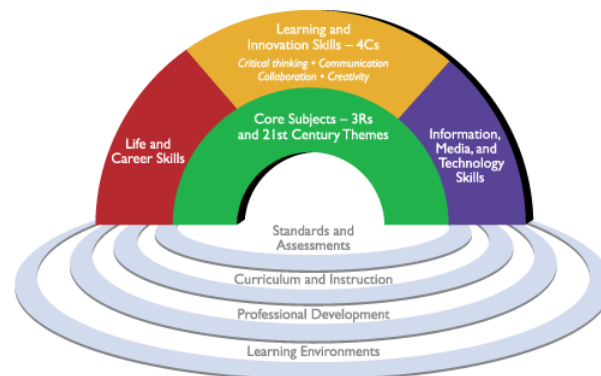 Learning and
Innovation Skills – 4Cs
Critical thinking • Communication
Collaboration • Creativity
Core Subjects – 3Rs
and 21st Century Themes
Life and
Career Skills
Information,
Media, and
Technology
Skills
Standards and
Assessments
Curriculum and Instruction
Professional Development
Learning Environments